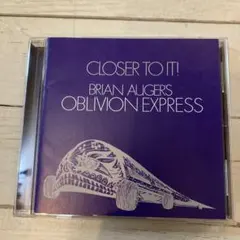 CLOSER TO IT!
BRIAN AUGER'S
OBLIVION EXPRESS